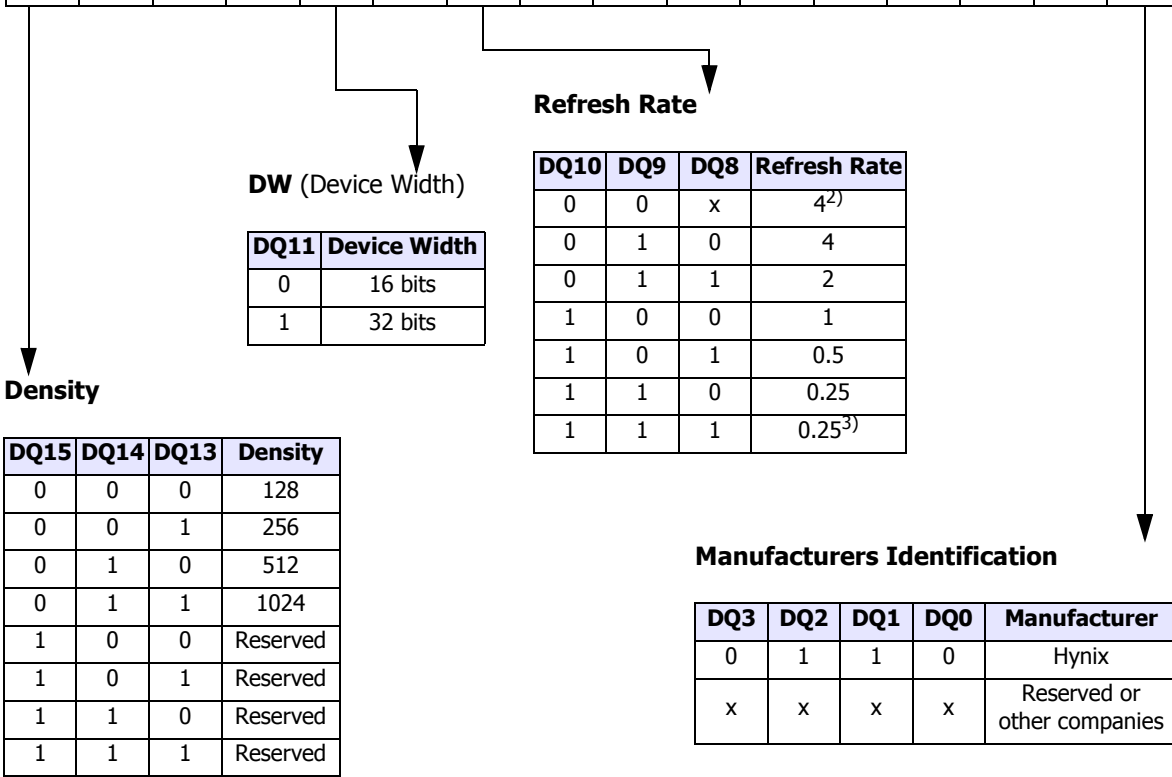 Refresh Rate
DQ10 DQ9 DQ8 Refresh Rate
0 0 x 4²⁾
0 1 0 4
0 1 1 2
1 0 0 1
1 0 1 0.5
1 1 0 0.25
1 1 1 0.25³⁾
DW (Device Width)
DQ11 Device Width
0 16 bits
1 32 bits
Density
DQ15 DQ14 DQ13 Density
0 0 0 128
0 0 1 256
0 1 0 512
0 1 1 1024
1 0 0 Reserved
1 0 1 Reserved
1 1 0 Reserved
1 1 1 Reserved
Manufacturers Identification
DQ3 DQ2 DQ1 DQ0 Manufacturer
0 1 1 0 Hynix
x x x x Reserved or
other companies